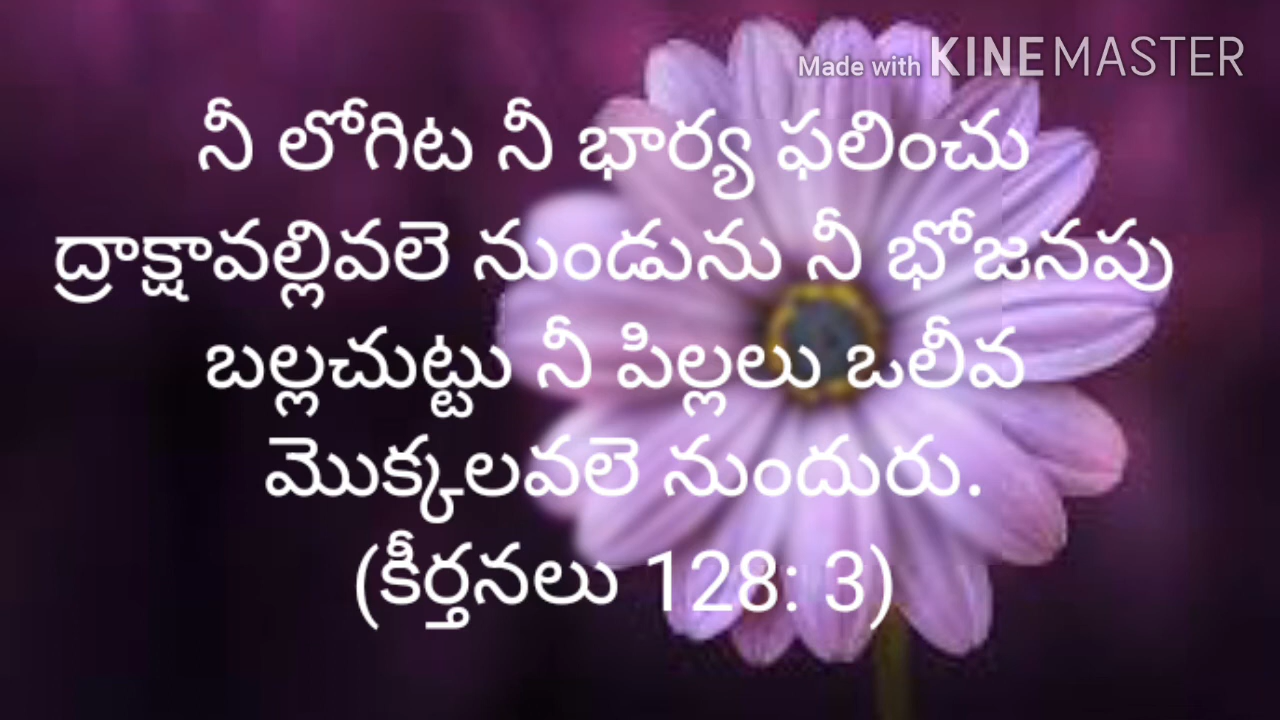 Made with KINEMASTER
నీ లోగిట నీ భార్య ఫలించు
ద్రాక్షావల్లివలె నుండును నీ భోజనపు
బల్లచుట్టు నీ పిల్లలు ఒలీవ
మొక్కలవలె నుందురు.
(కీర్తనలు 128: 3)